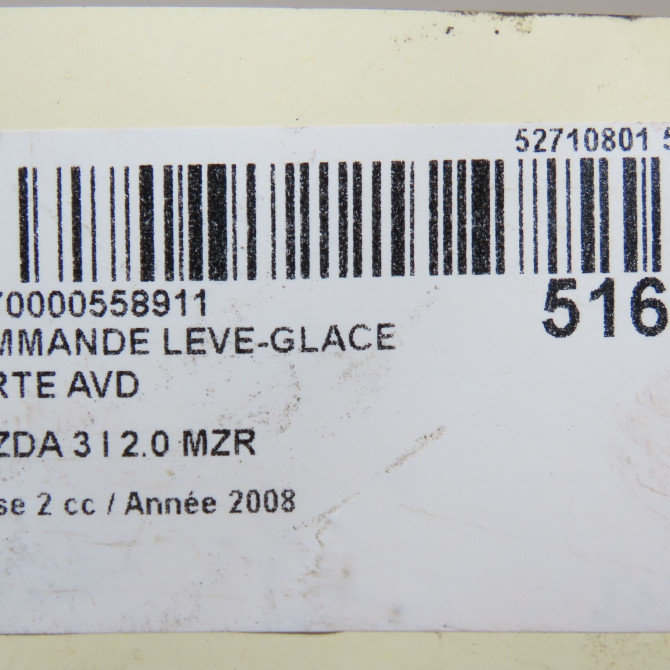 52710801 5
70000558911
516
MMANDE LEVE-GLACE
RTE AVD
ZDA 3 I 2.0 MZR
se 2 cc / Année 2008